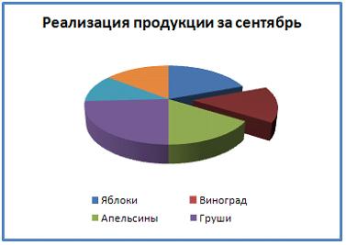 Реализация продукции за сентябрь
Яблоки Виноград
Апельсины Груши